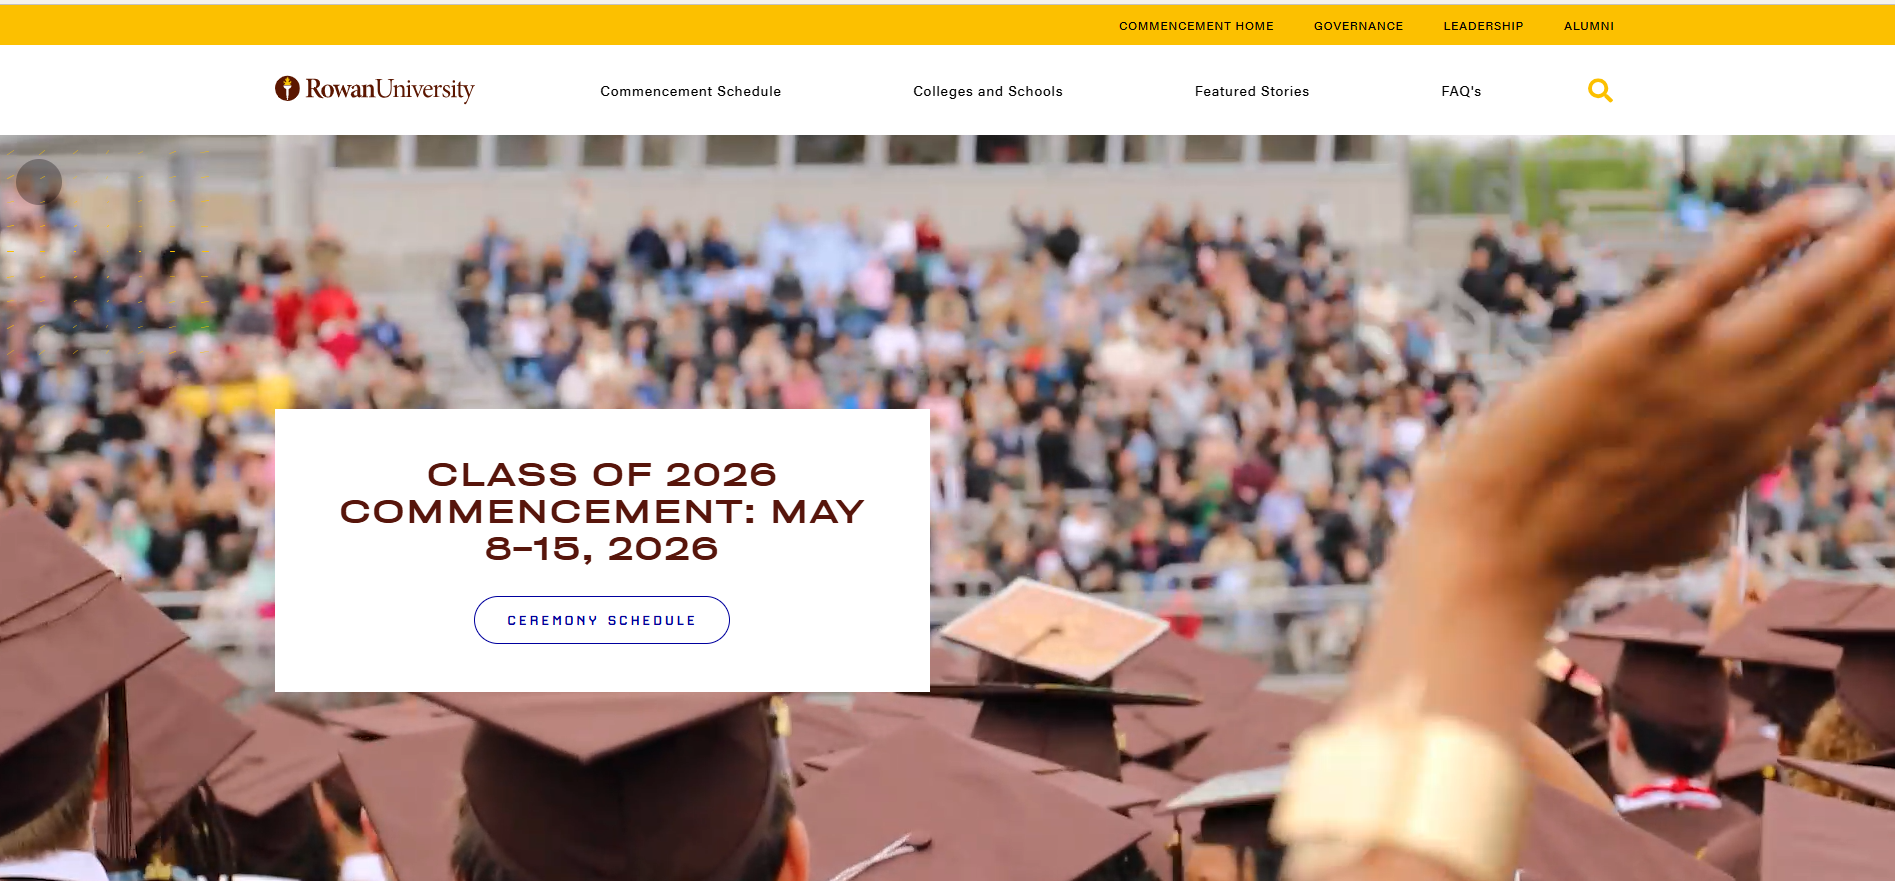 COMMENCEMENT HOME GOVERNANCE LEADERSHIP ALUMNI
RowanUniversity Commencement Schedule Colleges and Schools Featured Stories FAQ's
CLASS OF 2026
COMMENCEMENT: MAY
8–15, 2026
CEREMONY SCHEDULE